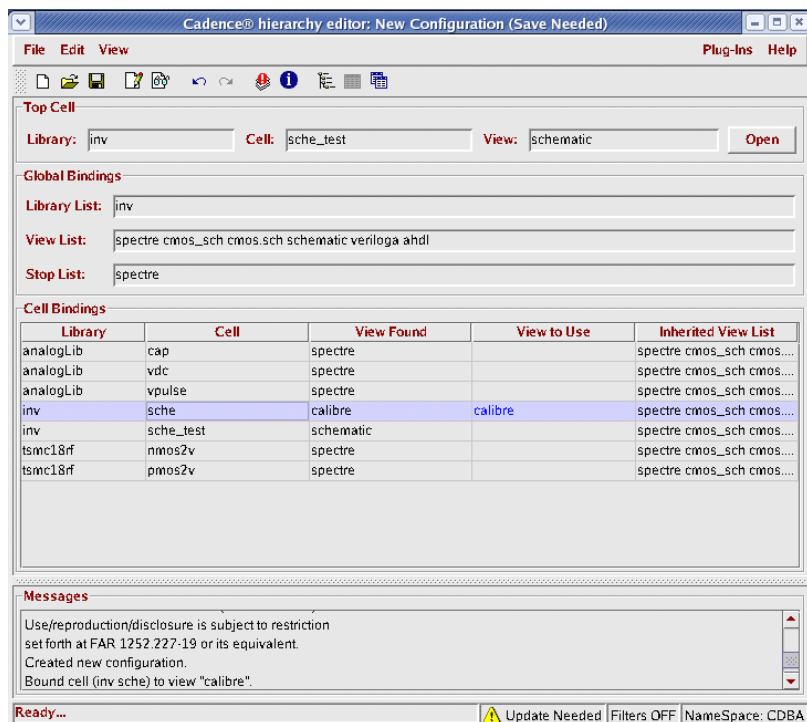 Cadence® hierarchy editor: New Configuration (Save Needed)
File Edit View Plug-Ins Help
Top Cell
Library: inv Cell: sche_test View: schematic Open
Global Bindings
Library List: inv
View List: spectre cmos_sch cmos.sch schematic veriloga ahdl
Stop List: spectre
Cell Bindings
Library Cell View Found View to Use Inherited View List
analogLib cap spectre spectre cmos_sch cmos....
analogLib vdc spectre spectre cmos_sch cmos....
analogLib vpulse spectre spectre cmos_sch cmos....
inv sche calibre calibre spectre cmos_sch cmos....
inv sche_test schematic spectre cmos_sch cmos....
tsmc18rf nmos2v spectre spectre cmos_sch cmos....
tsmc18rf pmos2v spectre spectre cmos_sch cmos....
Messages
Use/reproduction/disclosure is subject to restriction
set forth at FAR 1252.227-19 or its equivalent.
Created new configuration.
Bound cell (inv sche) to view "calibre".
Ready... Update Needed Filters OFF NameSpace: CDBA